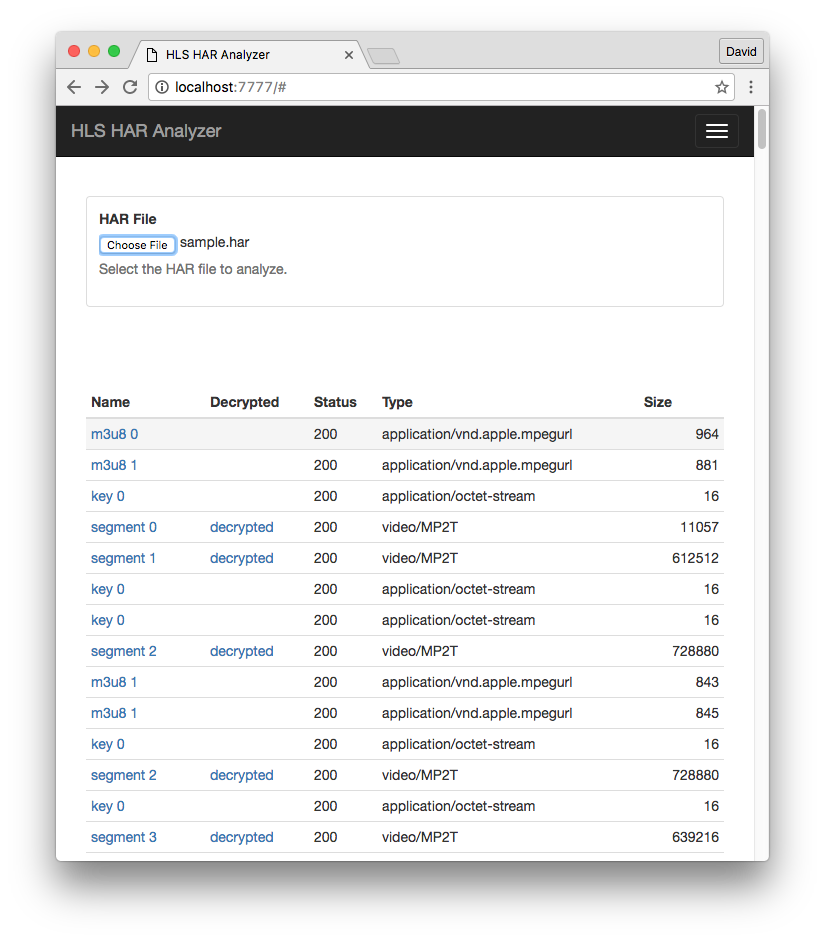 HLS HAR Analyzer
David
localhost:7777/#
HLS HAR Analyzer
HAR File
Choose File sample.har
Select the HAR file to analyze.
Name Decrypted Status Type Size
m3u8 0 200 application/vnd.apple.mpegurl 964
m3u8 1 200 application/vnd.apple.mpegurl 881
key 0 200 application/octet-stream 16
segment 0 decrypted 200 video/MP2T 11057
segment 1 decrypted 200 video/MP2T 612512
key 0 200 application/octet-stream 16
key 0 200 application/octet-stream 16
segment 2 decrypted 200 video/MP2T 728880
m3u8 1 200 application/vnd.apple.mpegurl 843
m3u8 1 200 application/vnd.apple.mpegurl 845
key 0 200 application/octet-stream 16
segment 2 decrypted 200 video/MP2T 728880
key 0 200 application/octet-stream 16
segment 3 decrypted 200 video/MP2T 639216